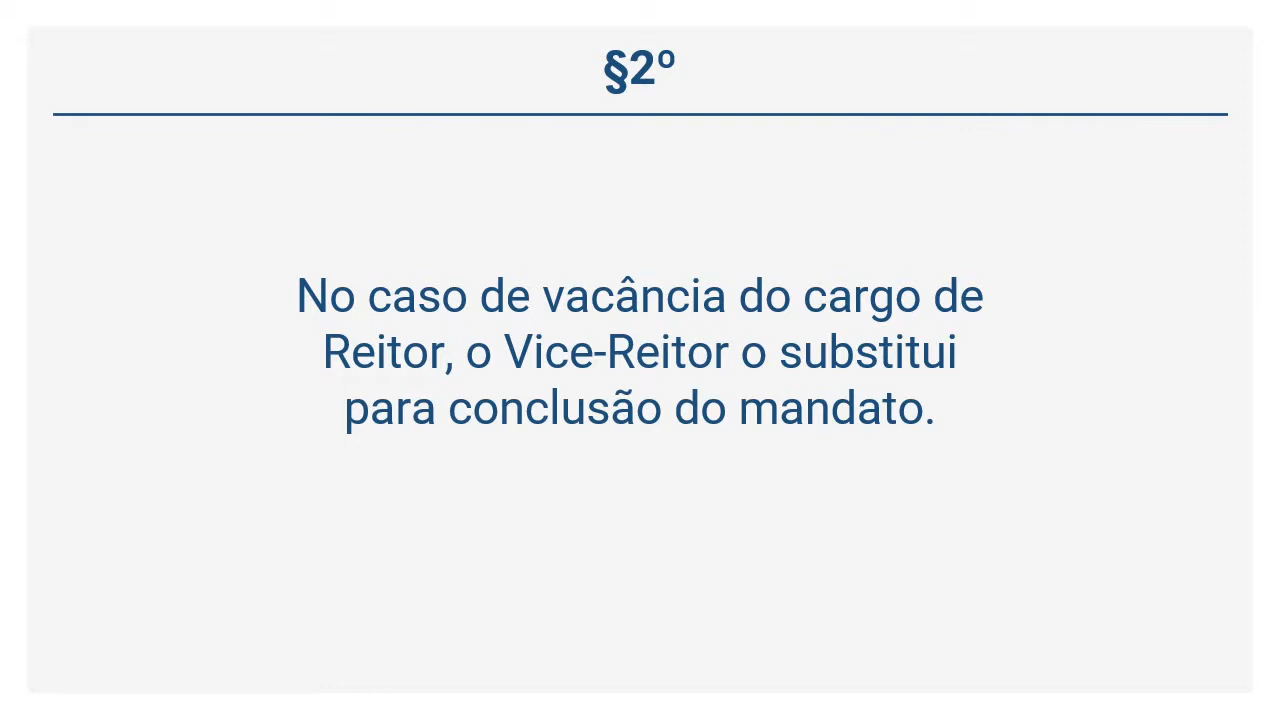 §2º
No caso de vacância do cargo de
Reitor, o Vice-Reitor o substitui
para conclusão do mandato.